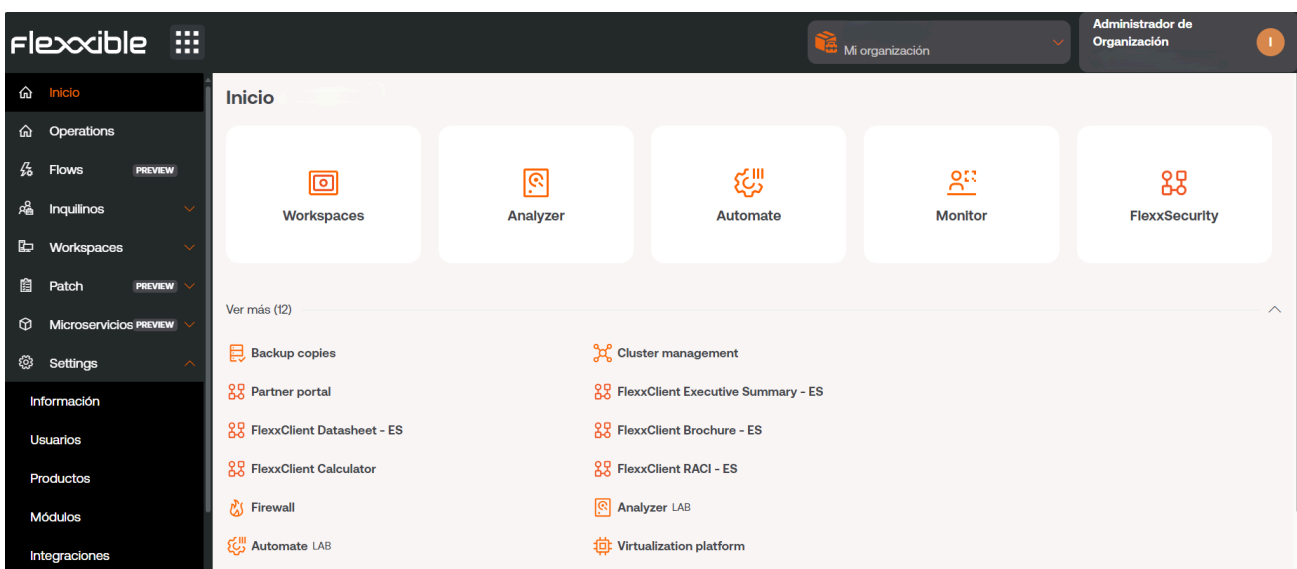 Flexxible
Mi organización
Administrador de
Organización
I
Inicio
Operations
Flows PREVIEW
Inquilinos
Workspaces
Patch PREVIEW
Microservicios PREVIEW
Settings
Información
Usuarios
Productos
Módulos
Integraciones
Inicio
Workspaces
Analyzer
Automate
Monitor
FlexxSecurity
Ver más (12)
Backup copies
Cluster management
Partner portal
FlexxClient Executive Summary - ES
FlexxClient Datasheet - ES
FlexxClient Brochure - ES
FlexxClient Calculator
FlexxClient RACI - ES
Firewall
Analyzer LAB
Automate LAB
Virtualization platform